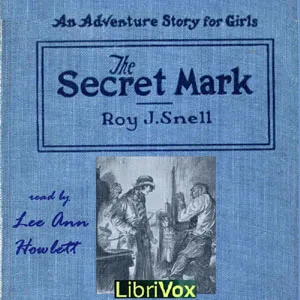 An Adventure Story for Girls
The
Secret Mark
Roy J. Snell
read by
Lee Ann
Howlett
LibriVox